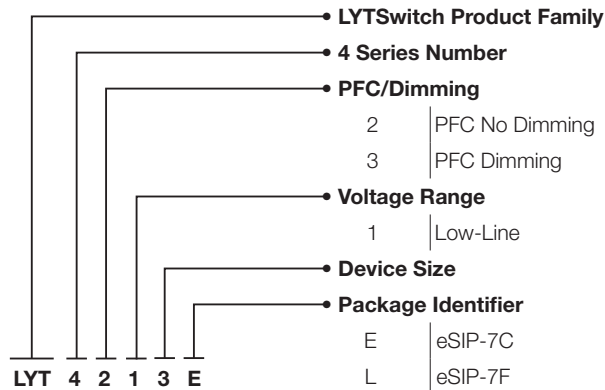 • LYTSwitch Product Family
• 4 Series Number
• PFC/Dimming
2 PFC No Dimming
3 PFC Dimming
• Voltage Range
1 Low-Line
• Device Size
• Package Identifier
E eSIP-7C
L eSIP-7F
LYT 4 2 1 3 E